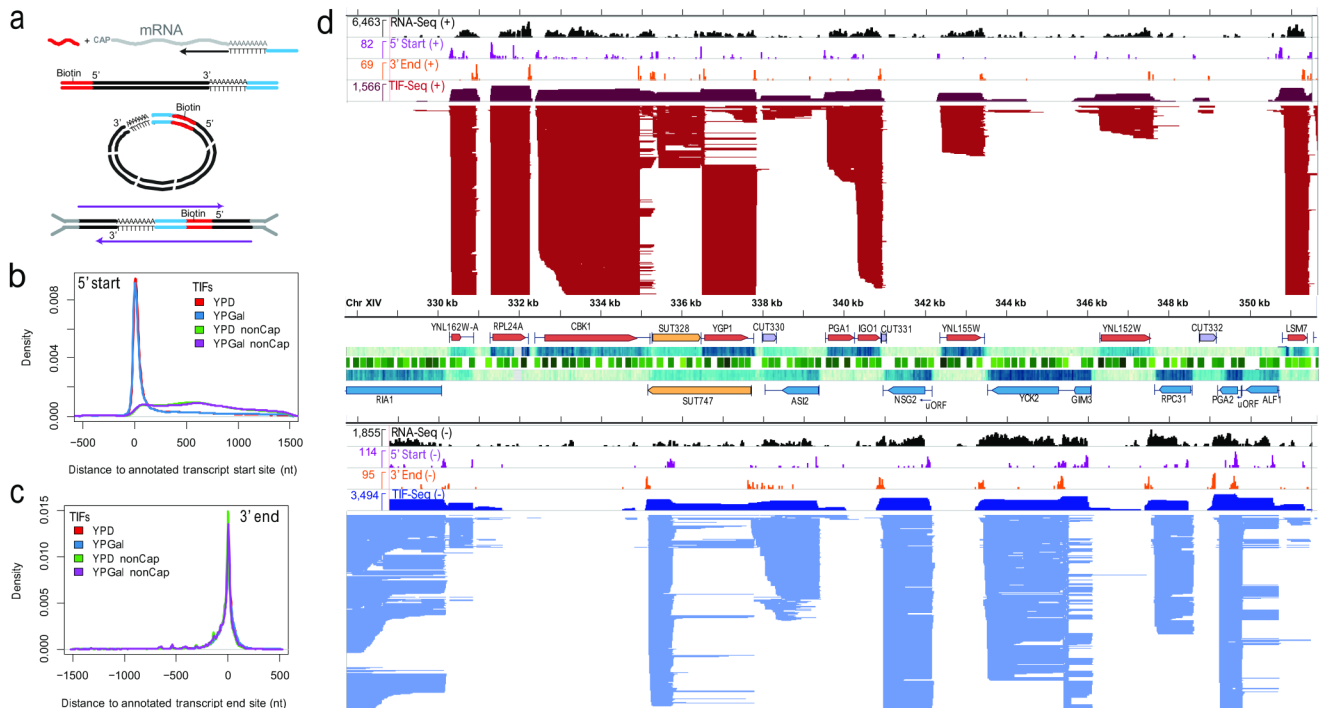 a
CAP
+
mRNA
Biotin
5'
3'
Biotin
3'
5'
Biotin
5'
3'
b
5' start
TIFs
YPD
YPGal
YPD nonCap
YPGal nonCap
Density
0.000
0.004
0.008
−500
0
500
1000
1500
Distance to annotated transcript start site (nt)
c
3' end
TIFs
YPD
YPGal
YPD nonCap
YPGal nonCap
Density
0.000
0.005
0.010
0.015
−1500
−1000
−500
0
500
Distance to annotated transcript end site (nt)
d
6,463 RNA-Seq (+)
82 5' Start (+)
69 3' End (+)
1,566 TIF-Seq (+)
Chr XIV 330 kb 332 kb 334 kb 336 kb 338 kb 340 kb 342 kb 344 kb 346 kb 348 kb 350 kb
YNL162W-A RPL24A CBK1 SUT328 YGP1 CUT330 PGA1 IGO1 CUT331 YNL155W YNL152W CUT332 LSM7
RIA1 SUT747 ASI2 NSG2 uORF YCK2 GIM3 RPC31 PGA2 uORF ALF1
1,855 RNA-Seq (-)
114 5' Start (-)
95 3' End (-)
3,494 TIF-Seq (-)